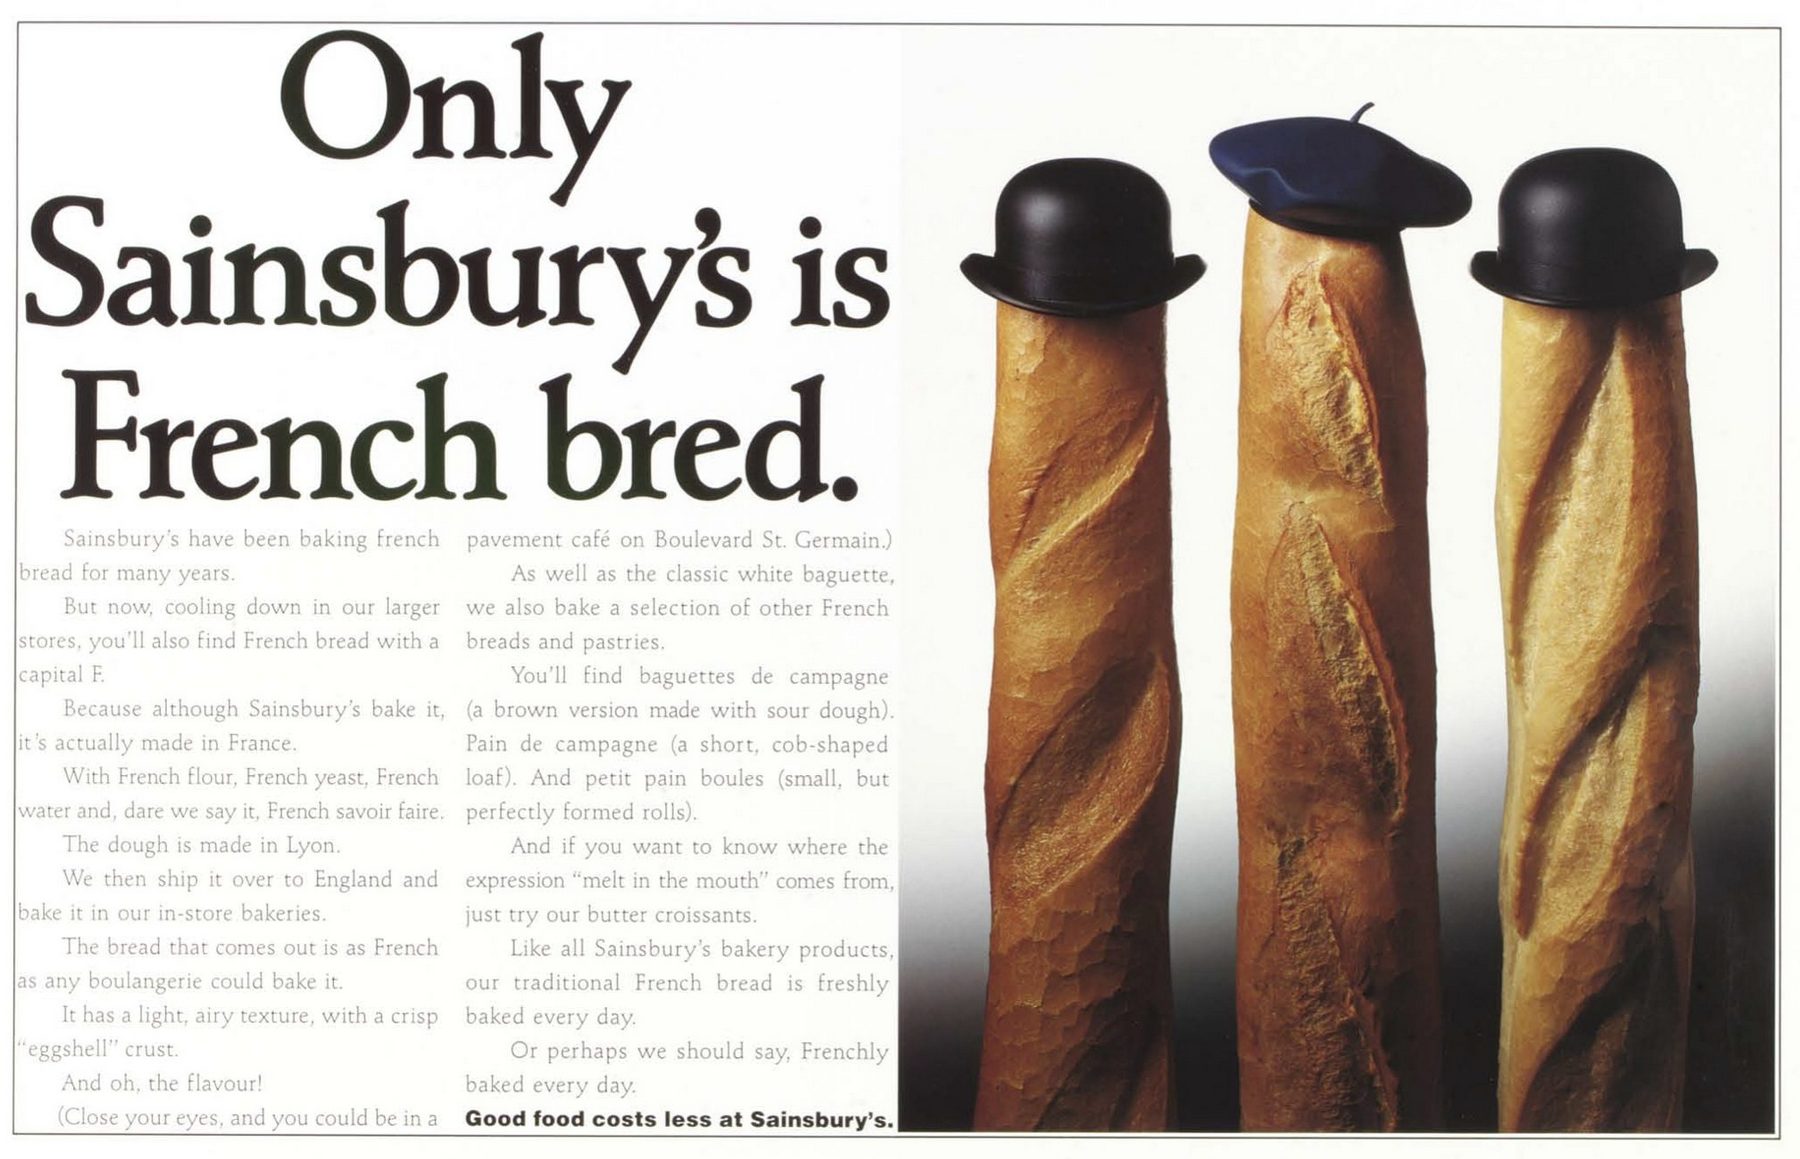 Only
Sainsbury's is
French bred.
Sainsbury's have been baking french
bread for many years.
But now, cooling down in our larger
stores, you'll also find French bread with a
capital F.
Because although Sainsbury's bake it,
it's actually made in France.
With French flour, French yeast, French
water and, dare we say it, French savoir faire.
The dough is made in Lyon.
We then ship it over to England and
bake it in our in-store bakeries.
The bread that comes out is as French
as any boulangerie could bake it.
It has a light, airy texture, with a crisp
“eggshell” crust.
And oh, the flavour!
(Close your eyes, and you could be in a
pavement café on Boulevard St. Germain.)
As well as the classic white baguette,
we also bake a selection of other French
breads and pastries.
You'll find baguettes de campagne
(a brown version made with sour dough).
Pain de campagne (a short, cob-shaped
loaf). And petit pain boules (small, but
perfectly formed rolls).
And if you want to know where the
expression “melt in the mouth” comes from,
just try our butter croissants.
Like all Sainsbury's bakery products,
our traditional French bread is freshly
baked every day.
Or perhaps we should say, Frenchly
baked every day.
Good food costs less at Sainsbury's.